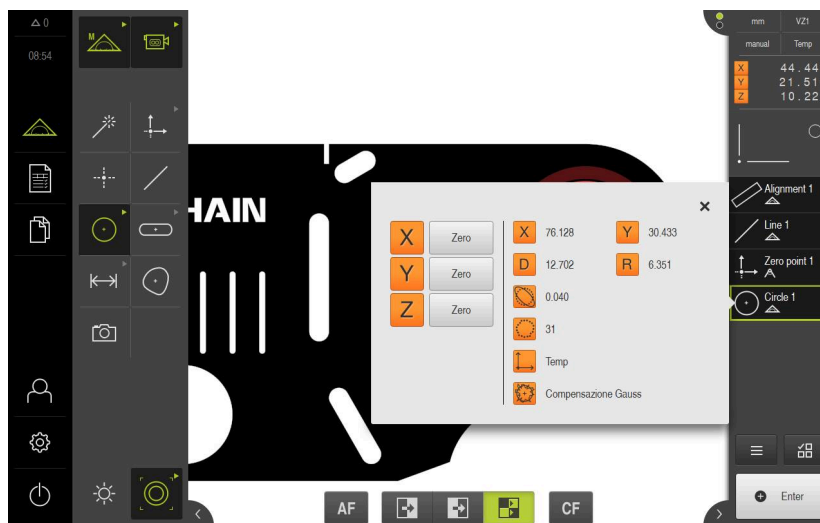 0
08:54
M
HAIN
X Zero
Y Zero
Z Zero
X 76.128 Y 30.433
D 12.702 R 6.351
0.040
31
Temp
Compensazione Gauss
AF
CF
mm VZ1
manual Temp
X 44.44
Y 21.51
Z 10.22
Alignment 1
Line 1
Zero point 1
Circle 1
Enter